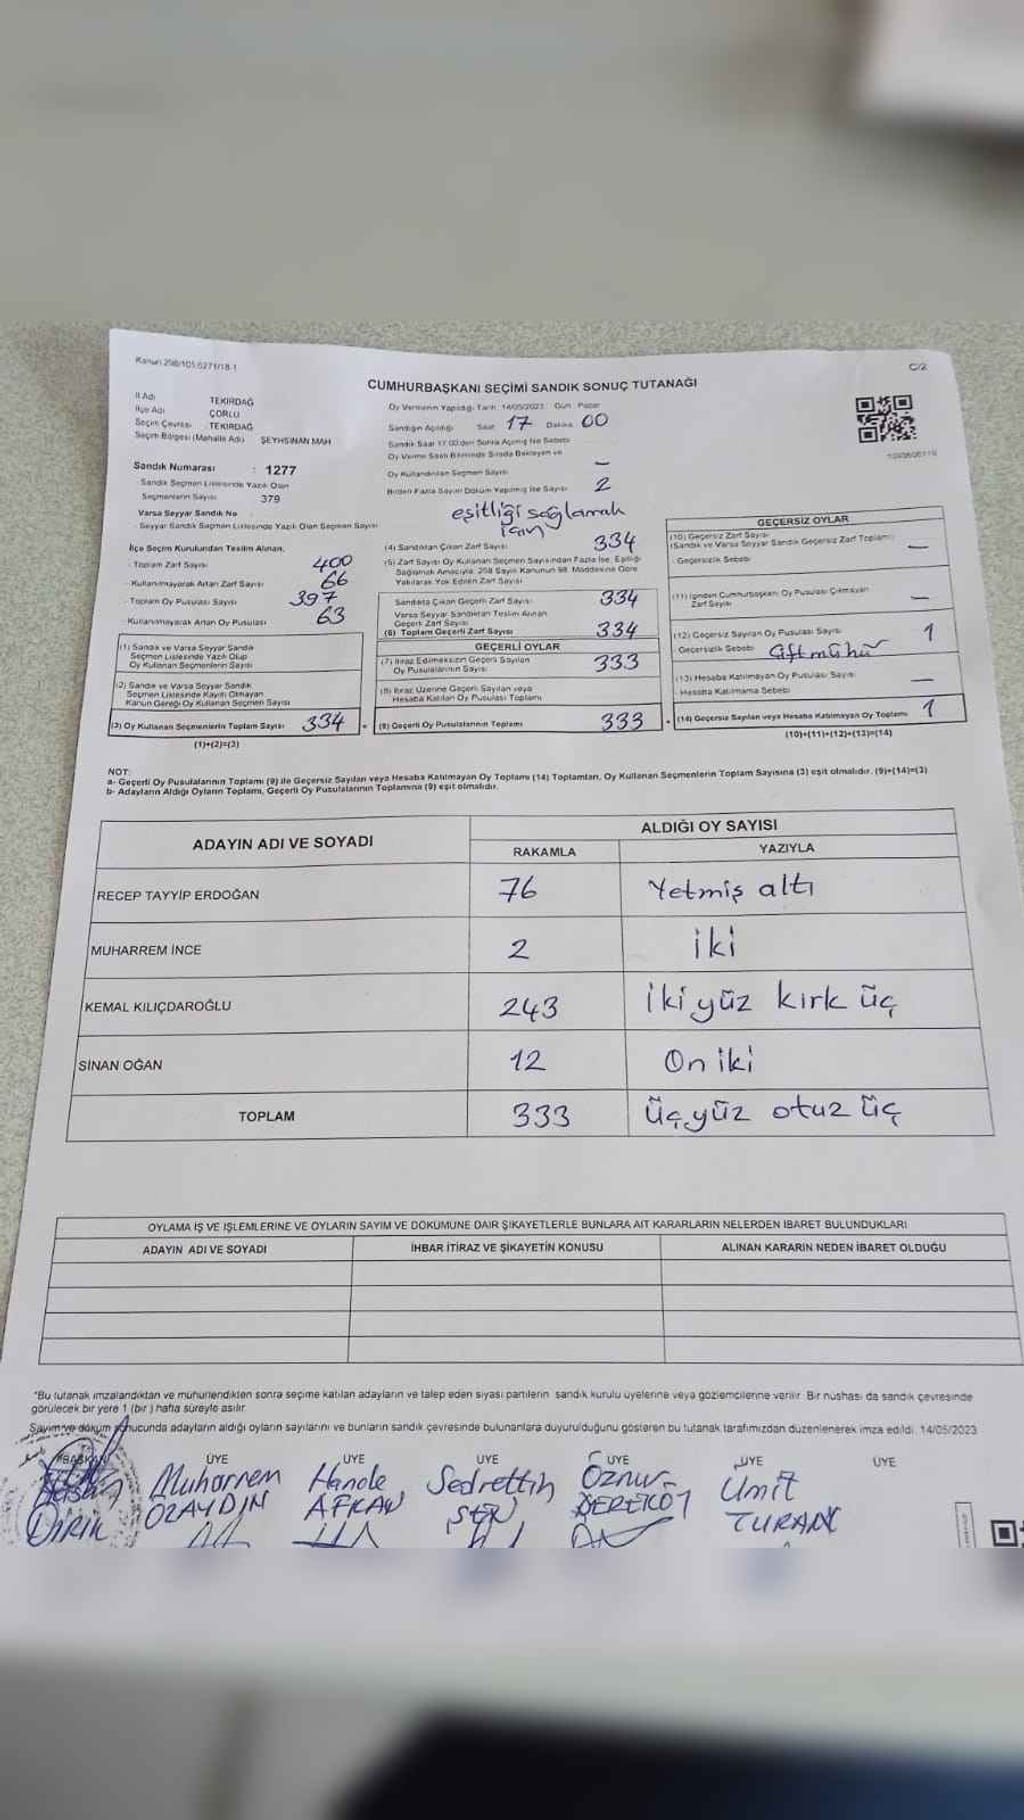 Kanun 298/105,6271/18-1
C/2
CUMHURBAŞKANI SEÇİMİ SANDIK SONUÇ TUTANAĞI
İl Adı TEKİRDAĞ
İlçe Adı ÇORLU
Seçim Çevresi TEKİRDAĞ
Seçim Bölgesi (Mahalle Adı) ŞEYHSİNAN MAH
Sandık Numarası : 1277
Sandık Seçmen Listesinde Yazılı Olan
Seçmenlerin Sayısı 379
Varsa Seyyar Sandık No
Seyyar Sandık Seçmen Listesinde Yazılı Olan Seçmen Sayısı
Oy Vermenin Yapıldığı Tarih: 14/05/2023 Gün: Pazar
Sandığın Açıldığı Saat 17 Dakika 00
Sandık Saat 17:00'den Sonra Açılmış İse Sebebi
Oy Verme Saati Bitiminde Sırada Bekleyen ve
Oy Kullandırılan Seçmen Sayısı —
Birden Fazla Sayım Döküm Yapılmış İse Sayısı 2
eşitliği sağlamak
için
İlçe Seçim Kurulundan Teslim Alınan,
- Toplam Zarf Sayısı 400
- Kullanılmayarak Artan Zarf Sayısı 66
- Toplam Oy Pusulası Sayısı 397
- Kullanılmayarak Artan Oy Pusulası 63
(1) Sandık ve Varsa Seyyar Sandık
Seçmen Listesinde Yazılı Olup
Oy Kullanan Seçmenlerin Sayısı
(2) Sandık ve Varsa Seyyar Sandık
Seçmen Listesinde Kayıtlı Olmayan
Kanun Gereği Oy Kullanan Seçmen Sayısı
(3) Oy Kullanan Seçmenlerin Toplam Sayısı 334
(1)+(2)=(3)
(4) Sandıktan Çıkan Zarf Sayısı 334
(5) Zarf Sayısı Oy Kullanan Seçmen Sayısından Fazla İse, Eşitliği
Sağlamak Amacıyla, 298 Sayılı Kanunun 98. Maddesine Göre
Yakılarak Yok Edilen Zarf Sayısı
Sandıkta Çıkan Geçerli Zarf Sayısı 334
Varsa Seyyar Sandıktan Teslim Alınan
Geçerli Zarf Sayısı
(6) Toplam Geçerli Zarf Sayısı 334
GEÇERLİ OYLAR
(7) İtiraz Edilmeksizin Geçerli Sayılan
Oy Pusulalarının Sayısı 333
(8) İtiraz Üzerine Geçerli Sayılan veya
Hesaba Katılan Oy Pusulası Toplamı
(9) Geçerli Oy Pusulalarının Toplamı 333
GEÇERSİZ OYLAR
(10) Geçersiz Zarf Sayısı
(Sandık ve Varsa Seyyar Sandık Geçersiz Zarf Toplamı) —
Geçersizlik Sebebi
(11) İçinden Cumhurbaşkanı Oy Pusulası Çıkmayan
Zarf Sayısı —
(12) Geçersiz Sayılan Oy Pusulası Sayısı 1
Geçersizlik Sebebi Çift mühür
(13) Hesaba Katılmayan Oy Pusulası Sayısı —
Hesaba Katılmama Sebebi
(14) Geçersiz Sayılan veya Hesaba Katılmayan Oy Toplamı 1
(10)+(11)+(12)+(13)=(14)
NOT:
a- Geçerli Oy Pusulalarının Toplamı (9) ile Geçersiz Sayılan veya Hesaba Katılmayan Oy Toplamı (14) Toplamları, Oy Kullanan Seçmenlerin Toplam Sayısına (3) eşit olmalıdır. (9)+(14)=(3)
b- Adayların Aldığı Oyların Toplamı, Geçerli Oy Pusulalarının Toplamına (9) eşit olmalıdır.
ADAYIN ADI VE SOYADI
ALDIĞI OY SAYISI
RAKAMLA YAZIYLA
RECEP TAYYİP ERDOĞAN 76 Yetmiş altı
MUHARREM İNCE 2 iki
KEMAL KILIÇDAROĞLU 243 İki yüz kırk üç
SİNAN OĞAN 12 On iki
TOPLAM 333 üç yüz otuz üç
OYLAMA İŞ VE İŞLEMLERİNE VE OYLARIN SAYIM VE DÖKÜMÜNE DAİR ŞİKAYETLERLE BUNLARA AİT KARARLARIN NELERDEN İBARET BULUNDUKLARI
ADAYIN ADI VE SOYADI İHBAR İTİRAZ VE ŞİKAYETİN KONUSU ALINAN KARARIN NEDEN İBARET OLDUĞU
"Bu tutanak imzalandıktan ve mühürlendikten sonra seçime katılan adayların ve talep eden siyasi partilerin sandık kurulu üyelerine veya gözlemcilerine verilir. Bir nüshası da sandık çevresinde
görülecek bir yere 1 (bir) hafta süreyle asılır.
Sayım ve döküm sonucunda adayların aldığı oyların sayılarını ve bunların sandık çevresinde bulunanlara duyurulduğunu gösteren bu tutanak tarafımızdan düzenlenerek imza edildi. 14/05/2023
BAŞKAN ÜYE ÜYE ÜYE ÜYE ÜYE ÜYE
Muharrem Hande Sedrettin Öznur Ümit
DİRİK ÖZAYDIN ŞEN DEREKÖY TURAN